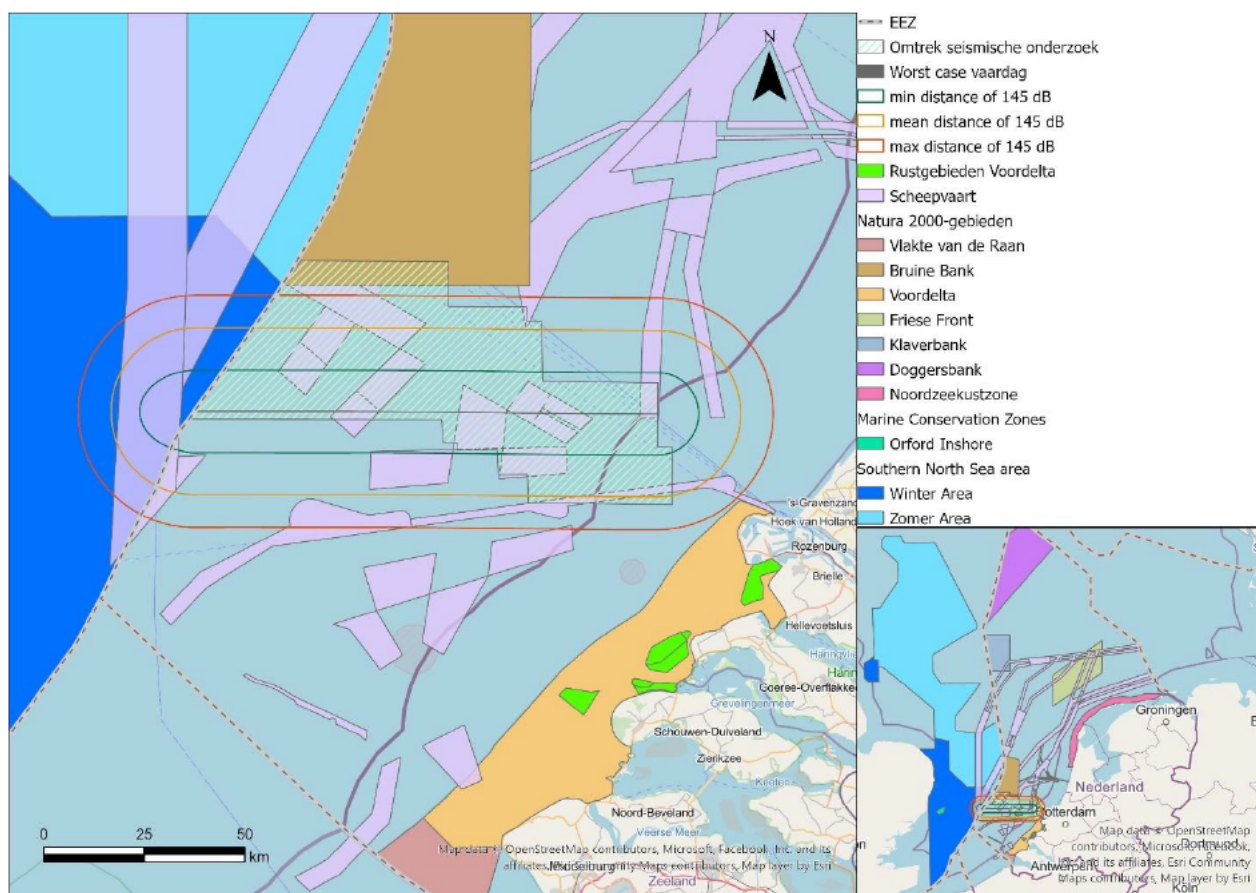 N
's-Gravenzand
Hoek van Holland
Rozenburg
Brielle
Hellevoetsluis
Haringvlie
Goeree-Overflakkee
Grevelingenmeer
Schouwen-Duiveland
Zierikzee
Noord-Beveland
Veerse Meer
Middelburg
Zeeland
0 25 50
km
Map data © OpenStreetMap contributors, Microsoft, Facebook, Inc. and its
affiliates, Esri Community Maps contributors, Map layer by Esri
EEZ
Omtrek seismische onderzoek
Worst case vaardag
min distance of 145 dB
mean distance of 145 dB
max distance of 145 dB
Rustgebieden Voordelta
Scheepvaart
Natura 2000-gebieden
Vlakte van de Raan
Bruine Bank
Voordelta
Friese Front
Klaverbank
Doggersbank
Noordzeekustzone
Marine Conservation Zones
Orford Inshore
Southern North Sea area
Winter Area
Zomer Area
Groningen
Nederland
Rotterdam
Dortmund
Antwerpen
Köln
Map data © OpenStreetMap
contributors, Microsoft, Facebook,
Inc. and its affiliates, Esri Community
Maps contributors, Map layer by Esri